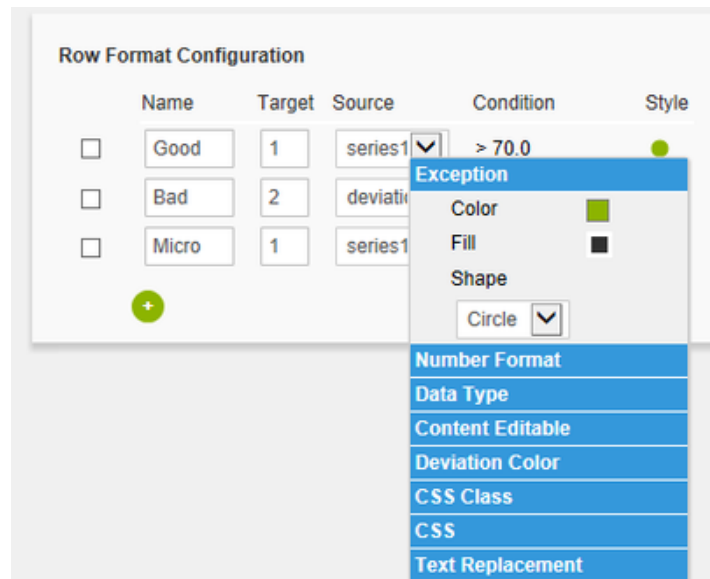 Row Format Configuration
Name Target Source Condition Style
Good 1 series1 > 70.0
Exception
Bad 2
Color
Fill
Micro 1 series1
Shape
Circle
Number Format
Data Type
Content Editable
Deviation Color
CSS Class
CSS
Text Replacement